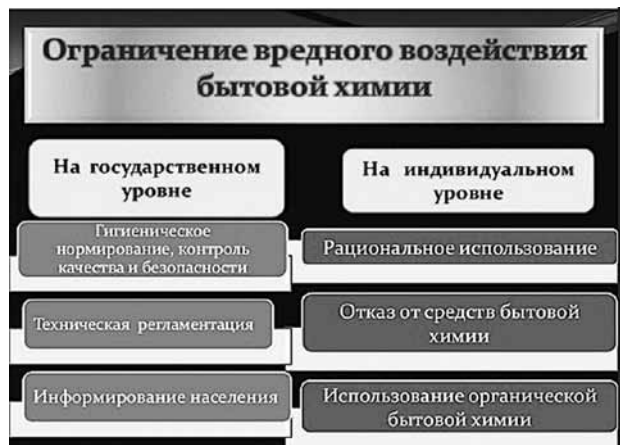 Ограничение вредного воздействия
бытовой химии
На государственном
уровне
Гигиеническое
нормирование, контроль
качества и безопасности
Техническая регламентация
Информирование населения
На индивидуальном
уровне
Рациональное использование
Отказ от средств бытовой
химии
Использование органической
бытовой химии